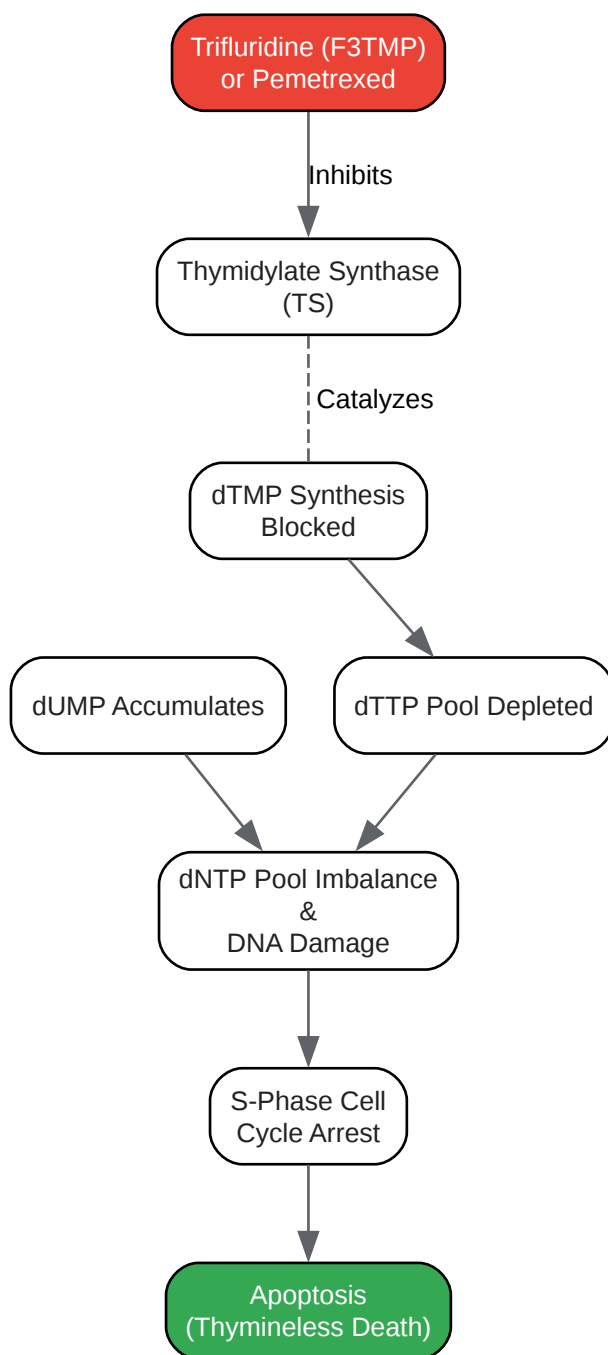 Trifluridine (F3TMP)
or Pemetrexed
Inhibits
Thymidylate Synthase
(TS)
Catalyzes
dTMP Synthesis
Blocked
dUMP Accumulates
dTTP Pool Depleted
dNTP Pool Imbalance
&
DNA Damage
S-Phase Cell
Cycle Arrest
Apoptosis
(Thymineless Death)